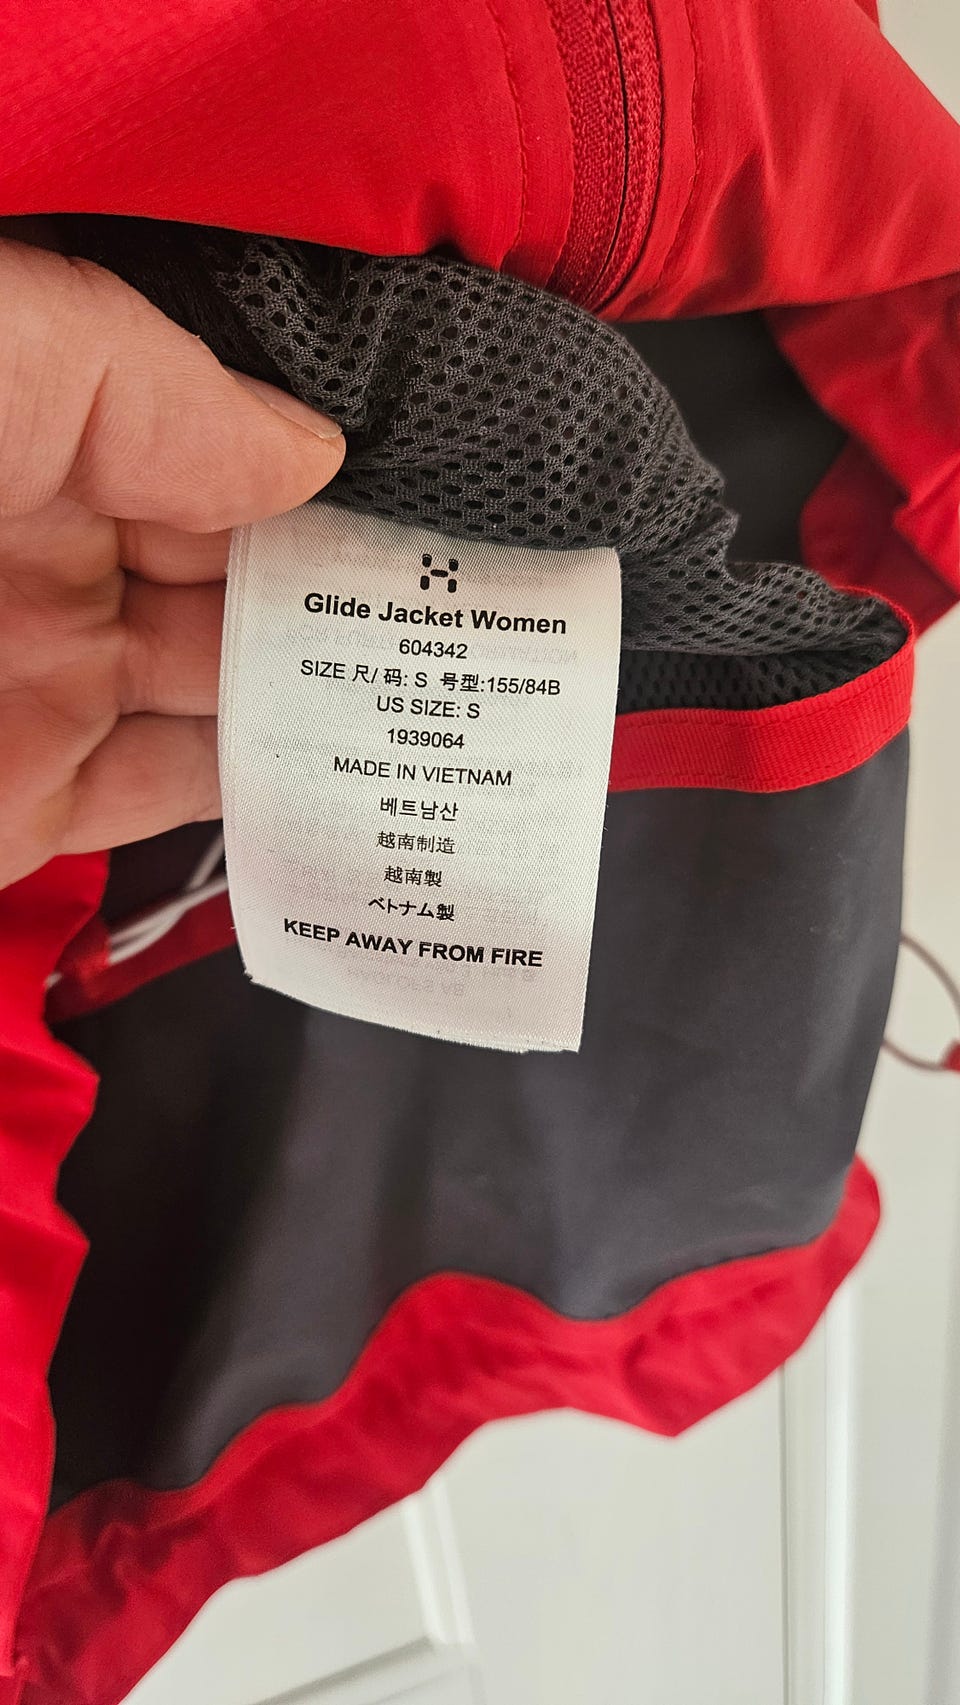 Glide Jacket Women
604342
SIZE 尺/ 码: S 号型:155/84B
US SIZE: S
1939064
MADE IN VIETNAM
베트남산
越南制造
越南製
ベトナム製
KEEP AWAY FROM FIRE